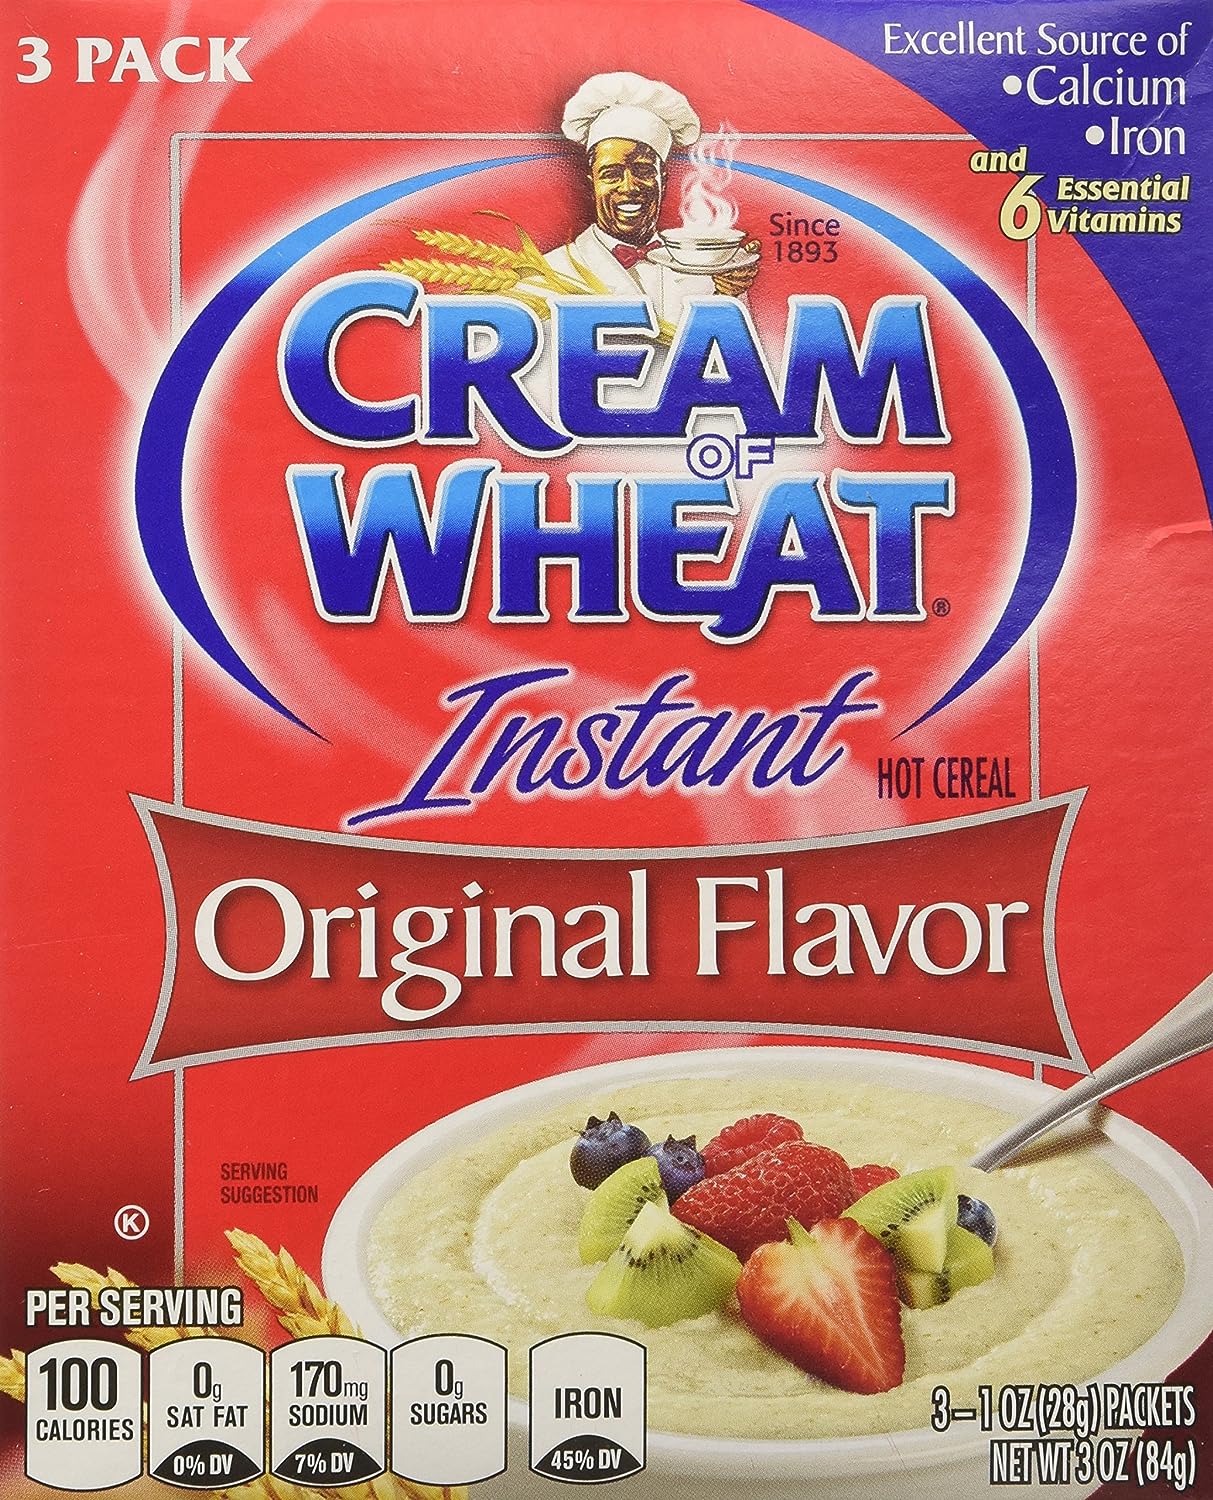 3 PACK
Excellent Source of
•Calcium
•Iron
and
6 Essential
Vitamins
Since
1893
CREAM
OF
WHEAT®
Instant
HOT CEREAL
Original Flavor
SERVING
SUGGESTION
K
PER SERVING
100
CALORIES
0g
SAT FAT
0% DV
170mg
SODIUM
7% DV
0g
SUGARS
IRON
45% DV
3–1 OZ (28g) PACKETS
NET WT 3 OZ (84g)